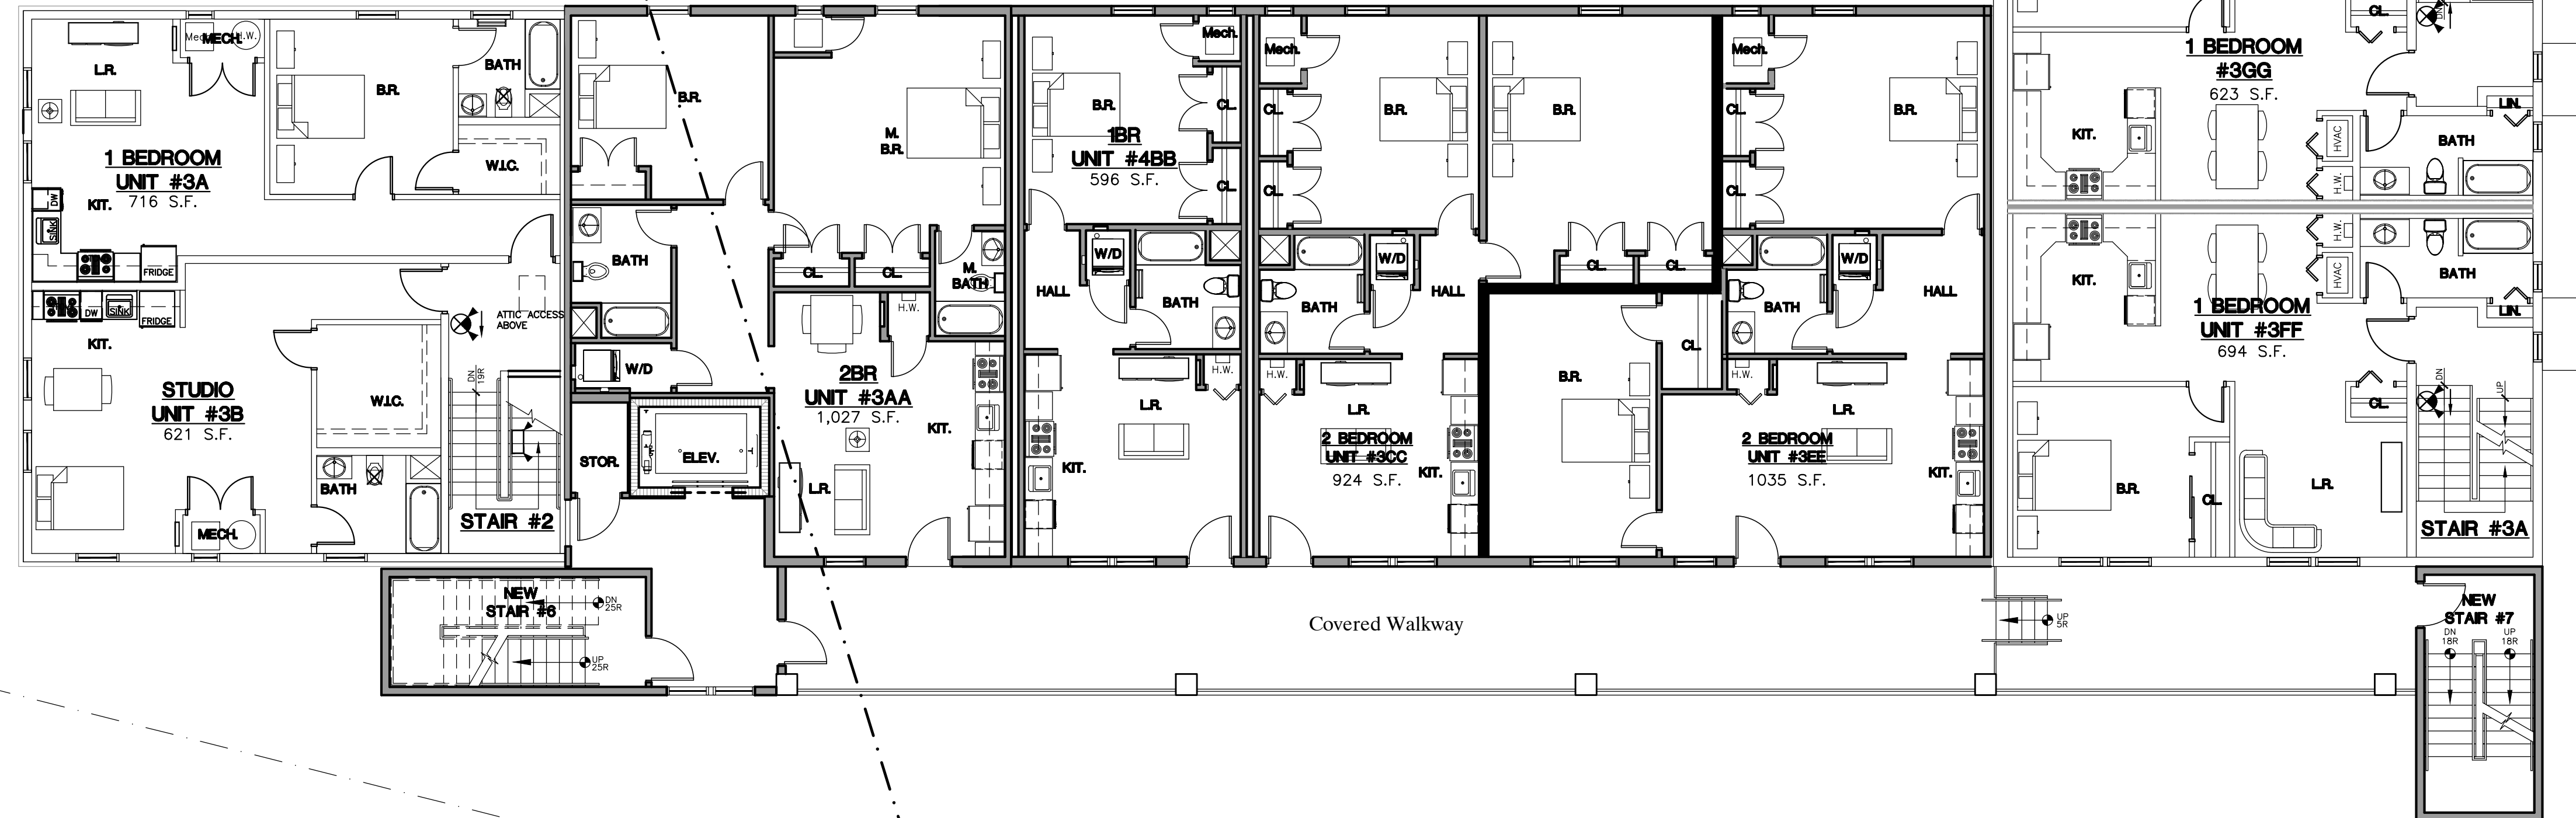 L.R.
MECH.
H.W.
B.R.
BATH
W.I.C.
1 BEDROOM
UNIT #3A
716 S.F.
KIT.
DW
SINK
FRIDGE
DW
SINK
FRIDGE
KIT.
STUDIO
UNIT #3B
621 S.F.
W.I.C.
BATH
MECH.
ATTIC ACCESS
ABOVE
DN
19R
STAIR #2
B.R.
M.
B.R.
BATH
CL.
CL.
M.
BATH
H.W.
W/D
2BR
UNIT #3AA
1,027 S.F.
KIT.
STOR.
ELEV.
L.R.
NEW
STAIR #6
DN
25R
UP
25R
Mech.
B.R.
CL.
1BR
UNIT #4BB
596 S.F.
CL.
W/D
HALL
BATH
H.W.
L.R.
KIT.
Mech.
CL.
B.R.
CL.
W/D
BATH
HALL
H.W.
L.R.
2 BEDROOM
UNIT #3CC
924 S.F.
KIT.
B.R.
CL.
CL.
B.R.
CL.
Mech.
CL.
B.R.
CL.
W/D
BATH
HALL
H.W.
L.R.
2 BEDROOM
UNIT #3EE
1035 S.F.
KIT.
Covered Walkway
UP
5R
CL.
DN
1 BEDROOM
#3GG
623 S.F.
LIN.
KIT.
HVAC
BATH
H.W.
H.W.
HVAC
BATH
KIT.
LIN.
1 BEDROOM
UNIT #3FF
694 S.F.
DN
UP
CL.
B.R.
CL.
L.R.
STAIR #3A
NEW
STAIR #7
DN
18R
UP
18R